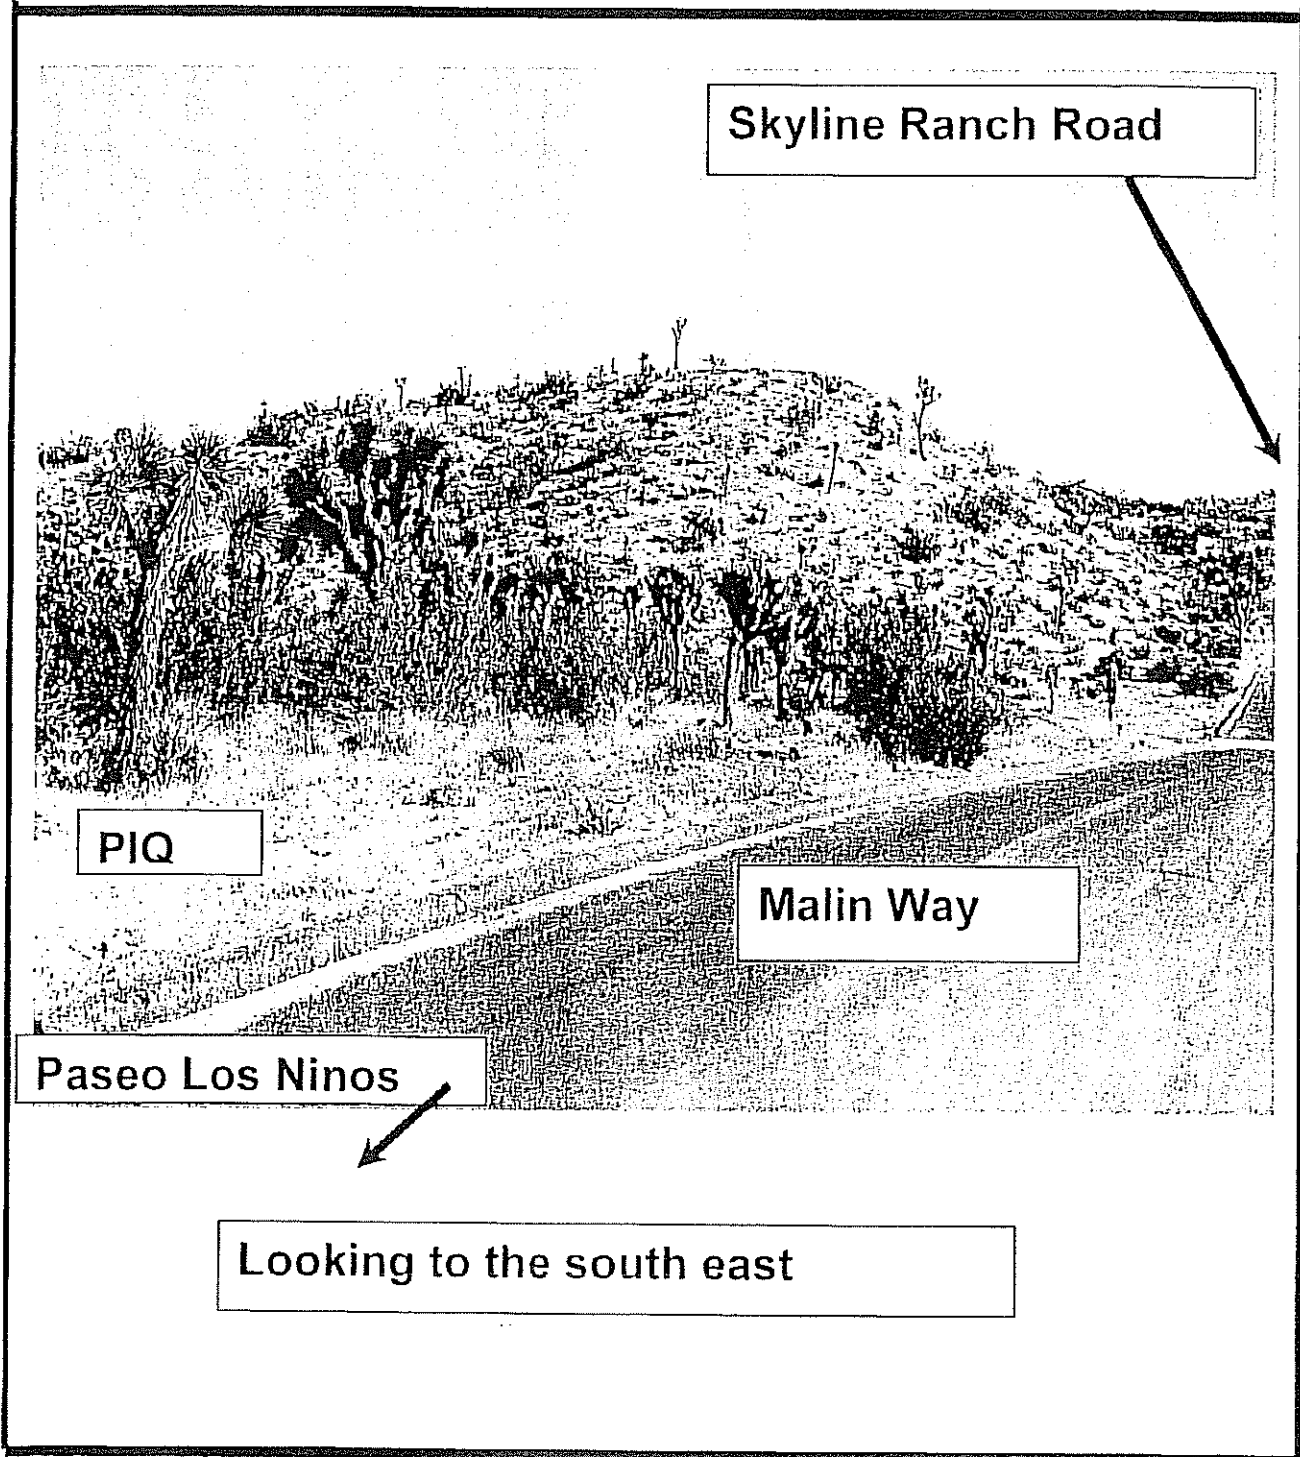 Skyline Ranch Road
PIQ
Malin Way
Paseo Los Ninos
Looking to the south east